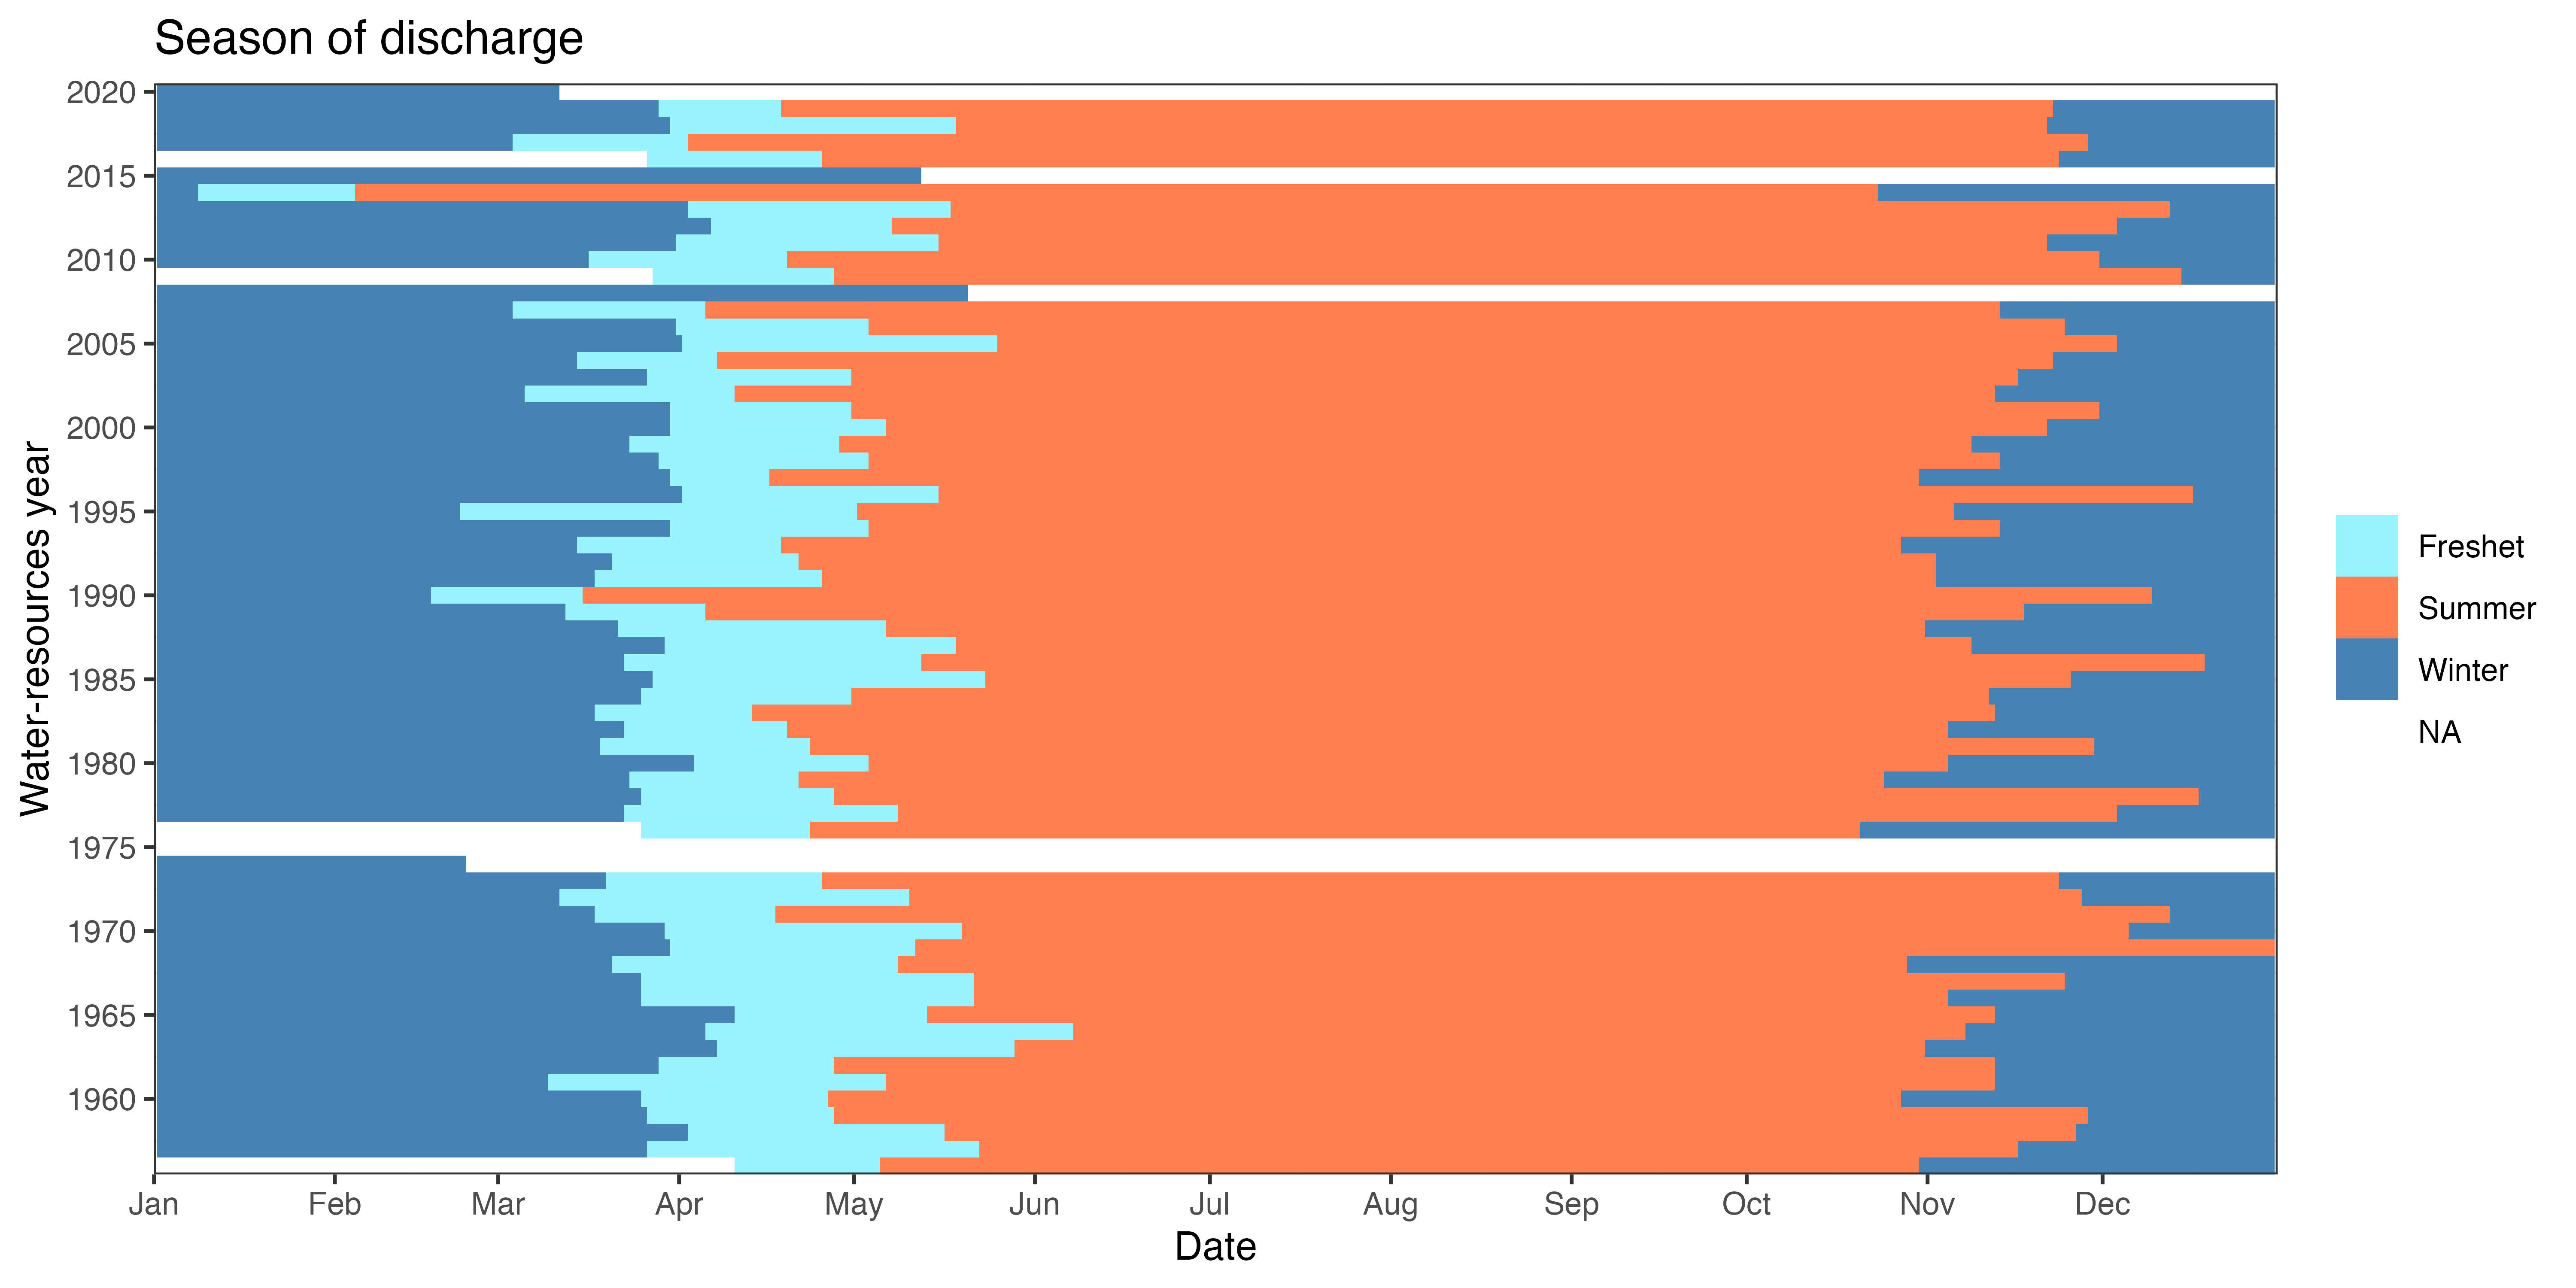 Season of discharge
2020
2015
2010
2005
2000
1995
1990
1985
1980
1975
1970
1965
1960
Water-resources year
Jan Feb Mar Apr May Jun Jul Aug Sep Oct Nov Dec
Date
Freshet
Summer
Winter
NA